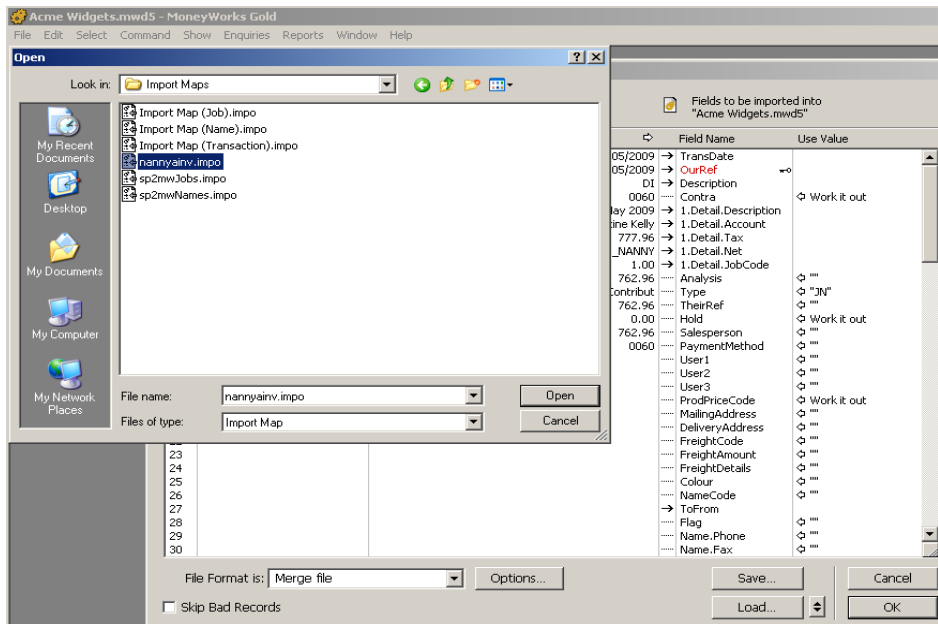 Acme Widgets.mwd5 - MoneyWorks Gold
File Edit Select Command Show Enquiries Reports Window Help
Open
Look in: Import Maps
My Recent
Documents
Desktop
My Documents
My Computer
My Network
Places
Import Map (Job).impo
Import Map (Name).impo
Import Map (Transaction).impo
nannyainv.impo
sp2mwJobs.impo
sp2mwNames.impo
File name: nannyainv.impo Open
Files of type: Import Map Cancel
Fields to be imported into
"Acme Widgets.mwd5"
Field Name Use Value
05/2009 TransDate
05/2009 OurRef
DI Description
0060 Contra Work it out
lay 2009 1.Detail.Description
ine Kelly 1.Detail.Account
777.96 1.Detail.Tax
_NANNY 1.Detail.Net
1.00 1.Detail.JobCode
762.96 Analysis ""
Contribut Type "JN"
762.96 TheirRef ""
0.00 Hold Work it out
762.96 Salesperson ""
0060 PaymentMethod ""
User1 ""
User2 ""
User3 ""
ProdPriceCode Work it out
MailingAddress ""
DeliveryAddress ""
FreightCode ""
23 FreightAmount ""
24 FreightDetails ""
25 Colour ""
26 NameCode ""
27 ToFrom
28 Flag ""
29 Name.Phone ""
30 Name.Fax ""
File Format is: Merge file Options... Save... Cancel
Skip Bad Records Load... OK